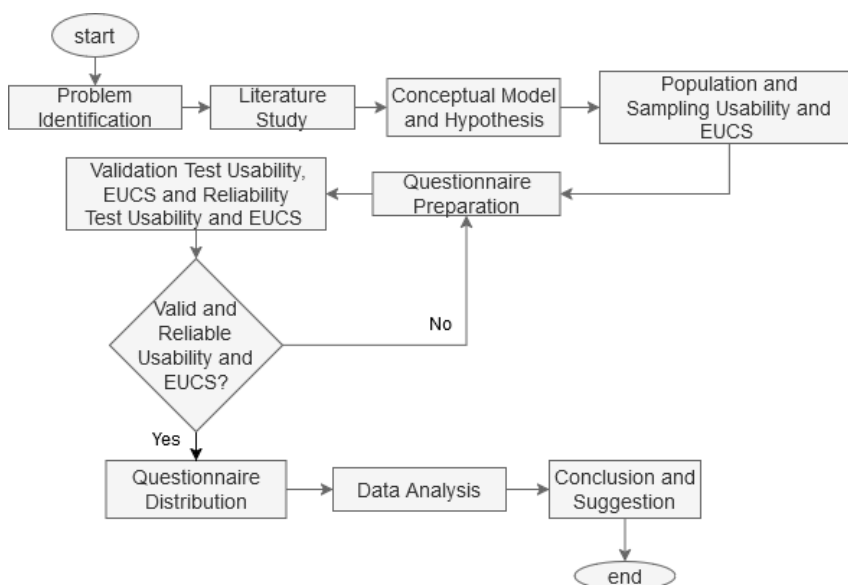 start
Problem
Identification
Literature
Study
Conceptual Model
and Hypothesis
Population and
Sampling Usability and
EUCS
Questionnaire
Preparation
Validation Test Usability,
EUCS and Reliability
Test Usability and EUCS
Valid and
Reliable
Usability and
EUCS?
No
Yes
Questionnaire
Distribution
Data Analysis
Conclusion and
Suggestion
end